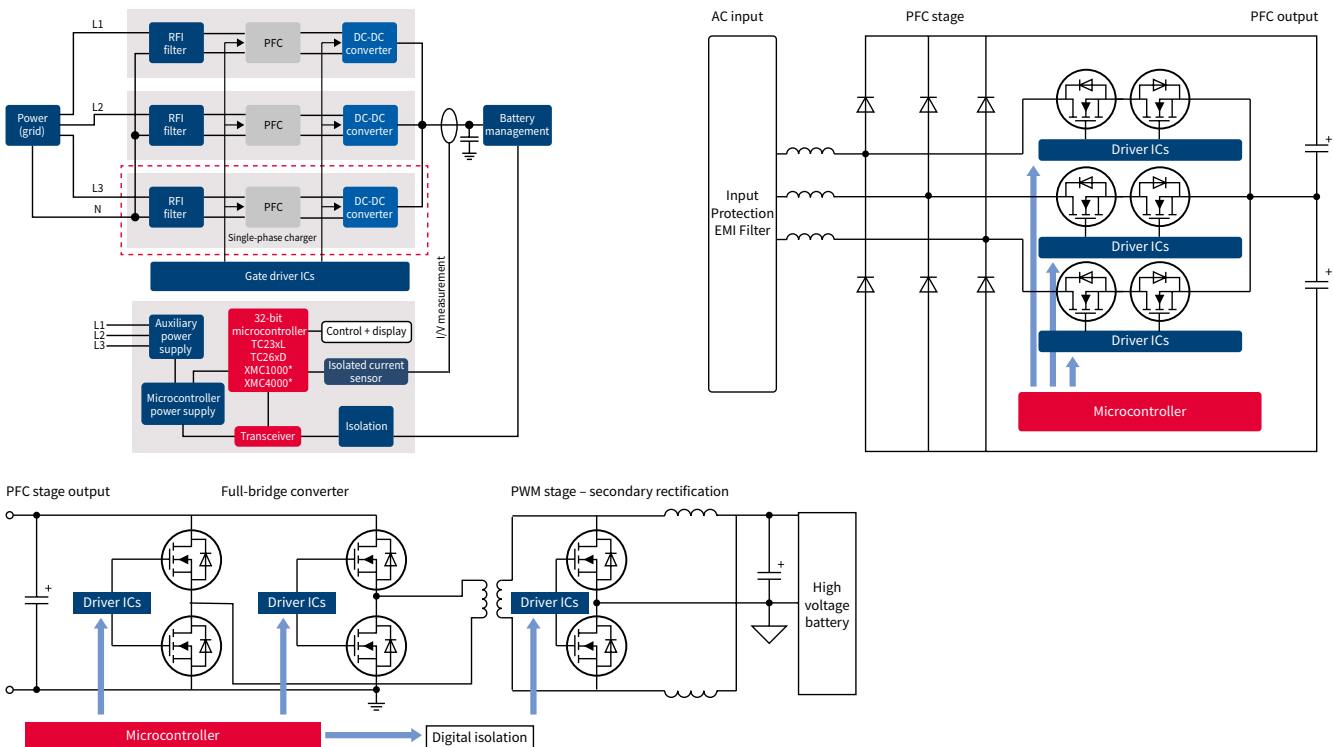 L1
RFI
filter
PFC
DC-DC
converter
L2
Power
(grid)
RFI
filter
PFC
DC-DC
converter
Battery
management
L3
N
RFI
filter
PFC
DC-DC
converter
Single-phase charger
Gate driver ICs
I/V measurement
L1
L2
L3
Auxiliary
power
supply
32-bit
microcontroller
TC23xL
TC26xD
XMC1000*
XMC4000*
Control + display
Isolated current
sensor
Microcontroller
power supply
Transceiver
Isolation
AC input
PFC stage
PFC output
Input
Protection
EMI Filter
Driver ICs
+
Driver ICs
+
Driver ICs
Microcontroller
PFC stage output
Full-bridge converter
PWM stage – secondary rectification
+
Driver ICs
Driver ICs
Driver ICs
+
High
voltage
battery
Microcontroller
Digital isolation